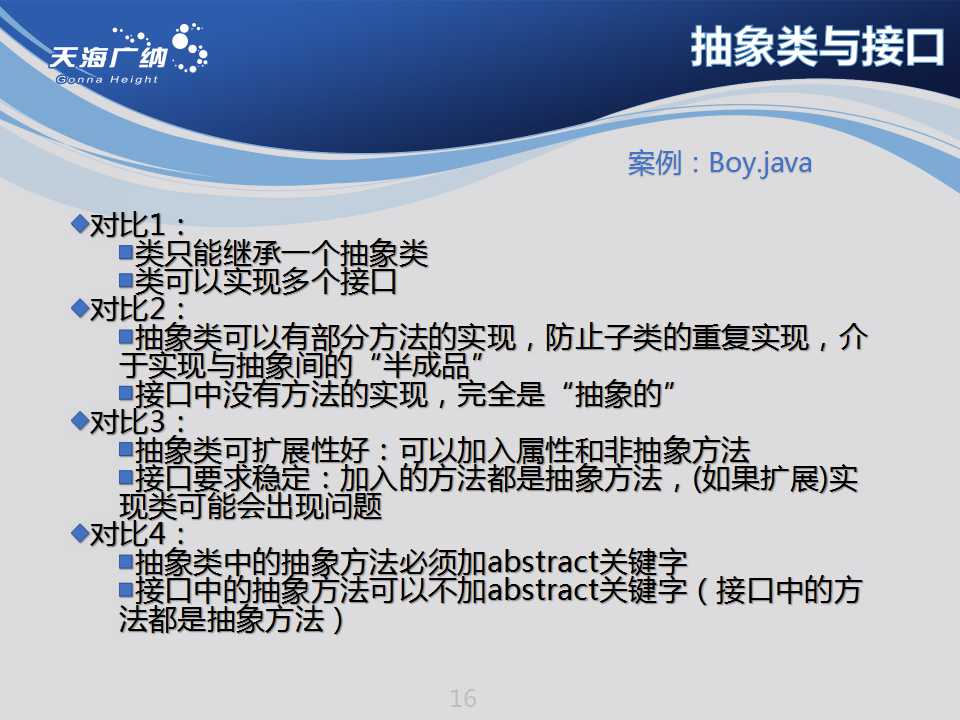 天海广纳
Gonna Height
抽象类与接口
案例：Boy.java
对比1：
类只能继承一个抽象类
类可以实现多个接口
对比2：
抽象类可以有部分方法的实现，防止子类的重复实现，介
于实现与抽象间的“半成品”
接口中没有方法的实现，完全是“抽象的”
对比3：
抽象类可扩展性好：可以加入属性和非抽象方法
接口要求稳定：加入的方法都是抽象方法，(如果扩展)实
现类可能会出现问题
对比4：
抽象类中的抽象方法必须加abstract关键字
接口中的抽象方法可以不加abstract关键字（接口中的方
法都是抽象方法）
16